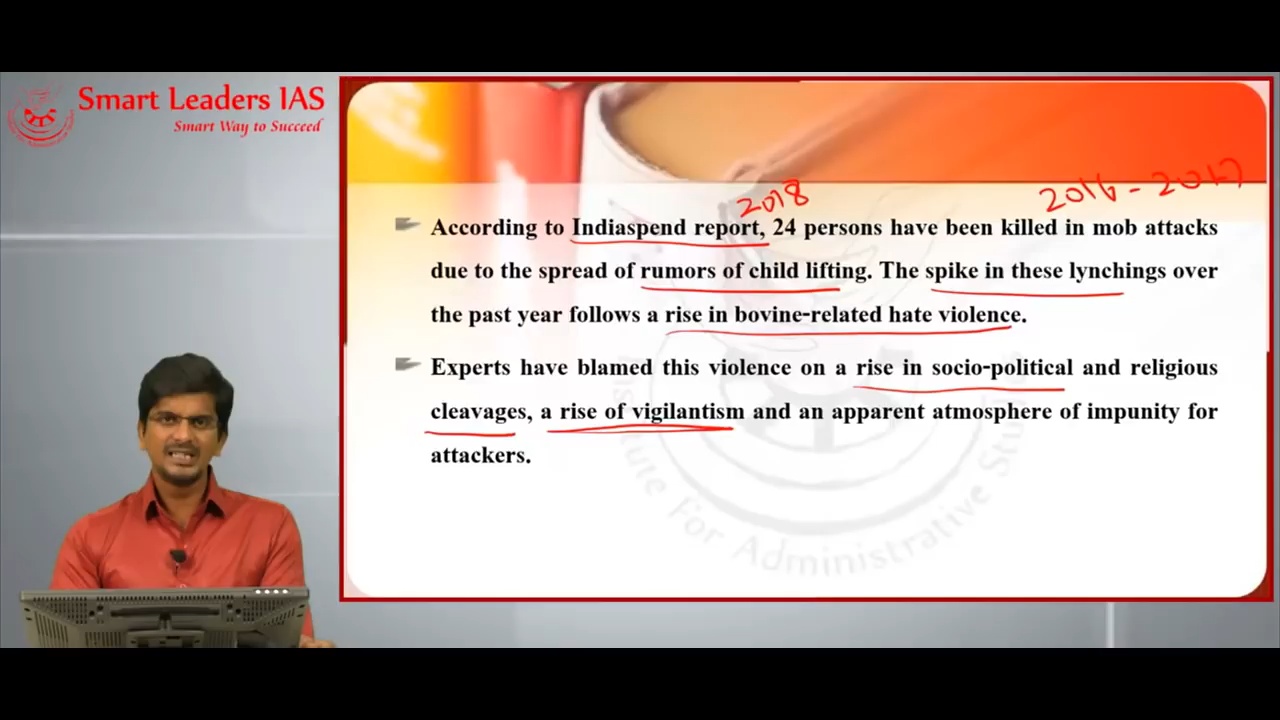 Smart Leaders IAS
Smart Way to Succeed
2018
2016 - 2017
According to Indiaspend report, 24 persons have been killed in mob attacks
due to the spread of rumors of child lifting. The spike in these lynchings over
the past year follows a rise in bovine-related hate violence.
Experts have blamed this violence on a rise in socio-political and religious
cleavages, a rise of vigilantism and an apparent atmosphere of impunity for
attackers.
For Administrative